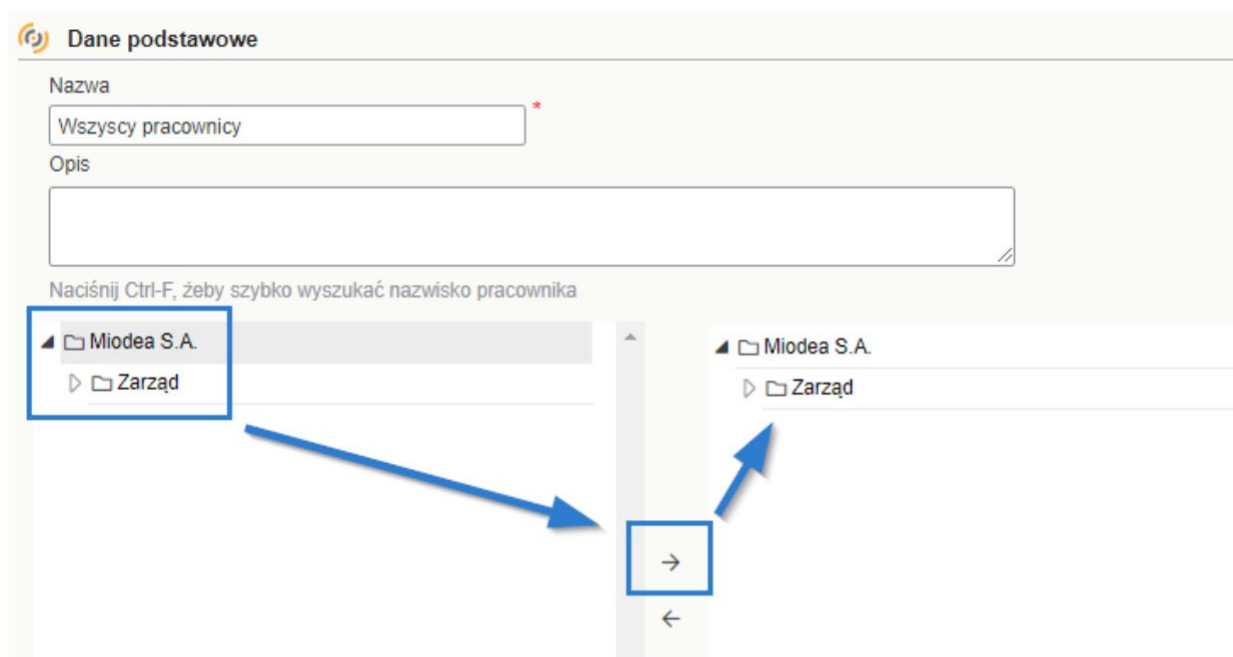 Dane podstawowe
Nazwa
*
Wszyscy pracownicy
Opis
Naciśnij Ctrl-F, żeby szybko wyszukać nazwisko pracownika
Miodea S.A.
Zarząd
Miodea S.A.
Zarząd